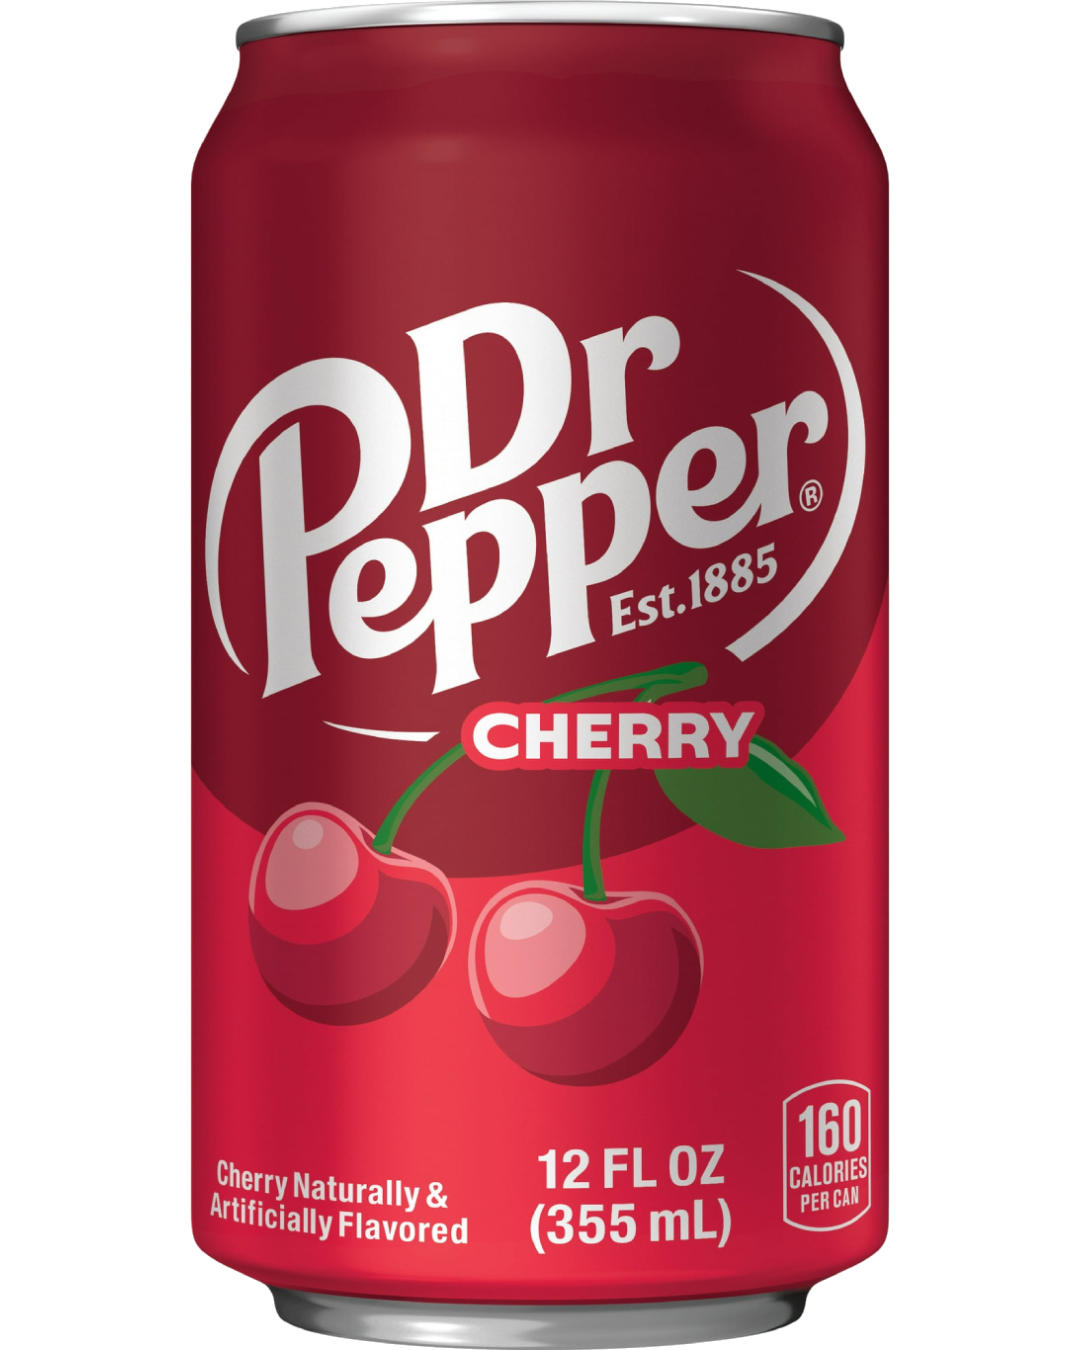 Dr
Pepper®
Est.1885
CHERRY
Cherry Naturally &
Artificially Flavored
12 FL OZ
(355 mL)
160
CALORIES
PER CAN